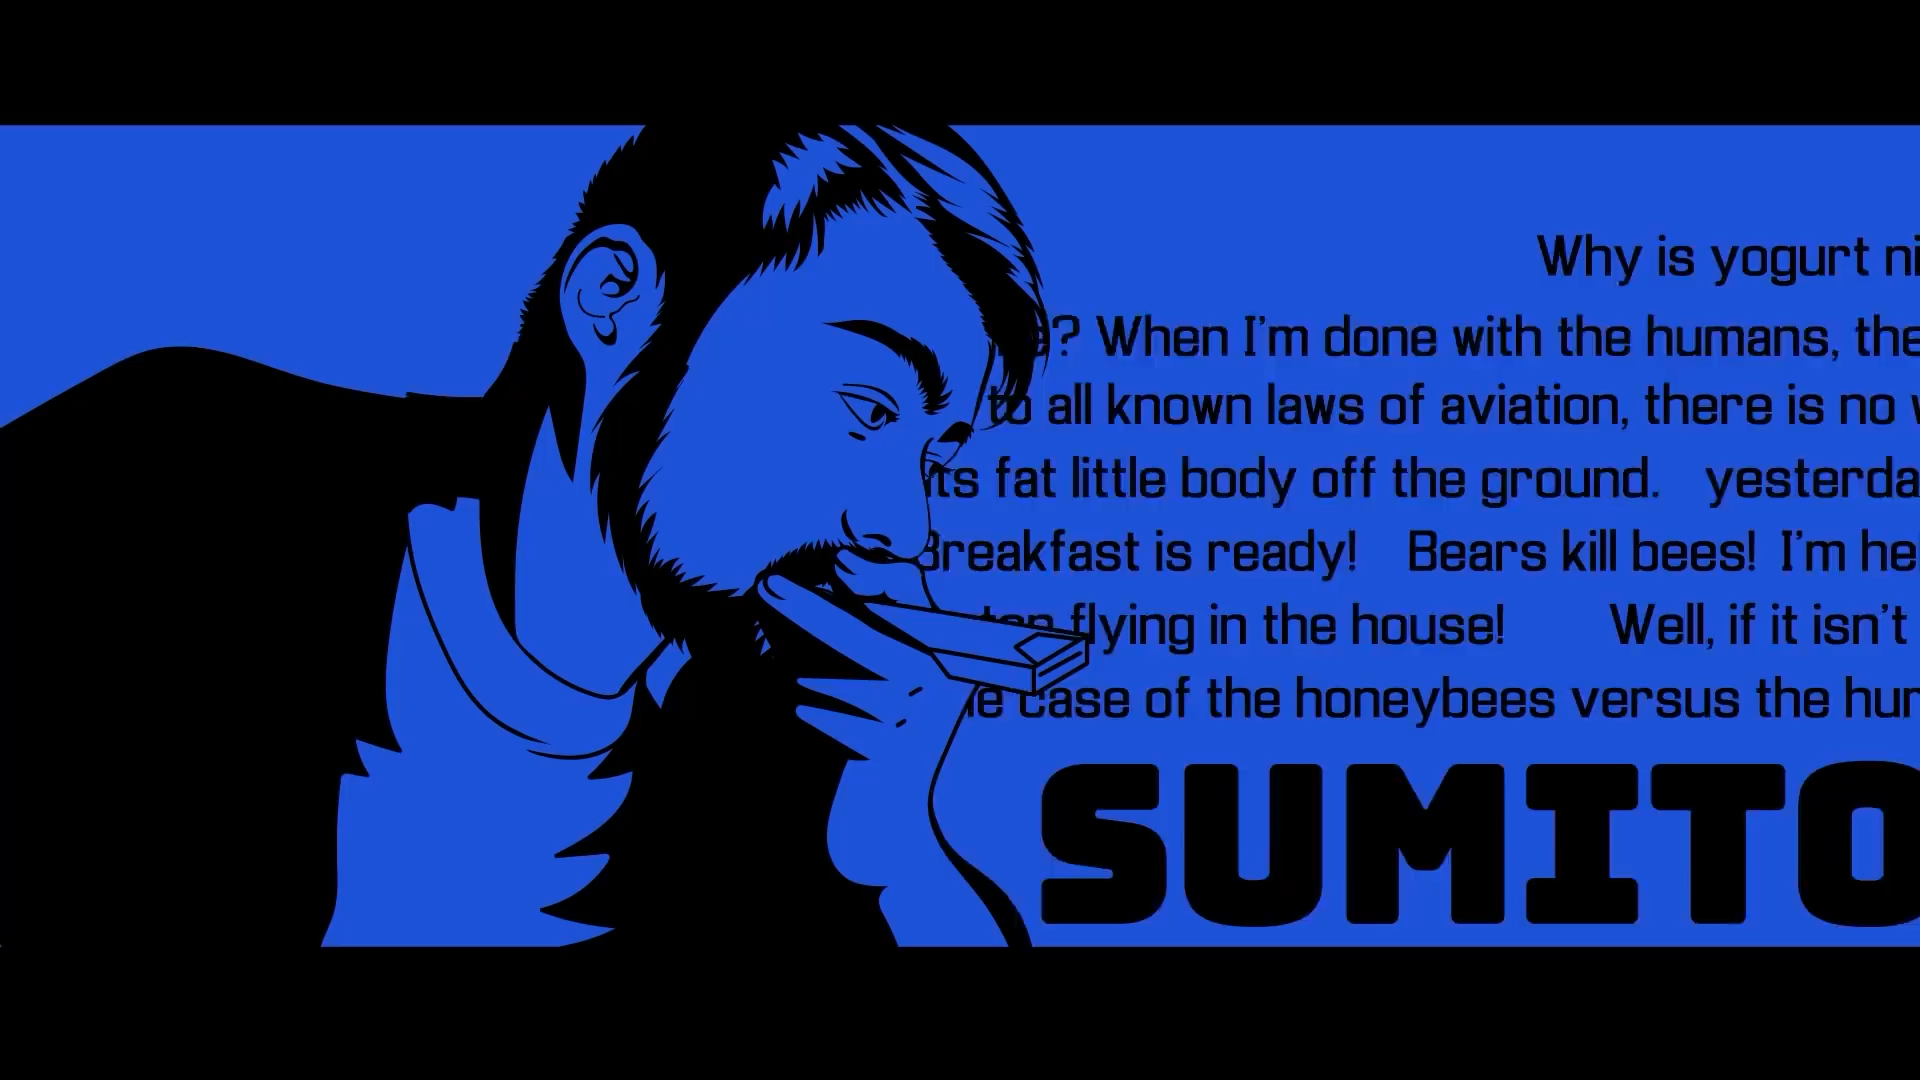 Why is yogurt
? When I'm done with the humans, the
to all known laws of aviation, there is no
its fat little body off the ground. yesterda
Breakfast is ready! Bears kill bees! I'm he
flying in the house! Well, if it isn't
case of the honeybees versus the hum
SUMITO